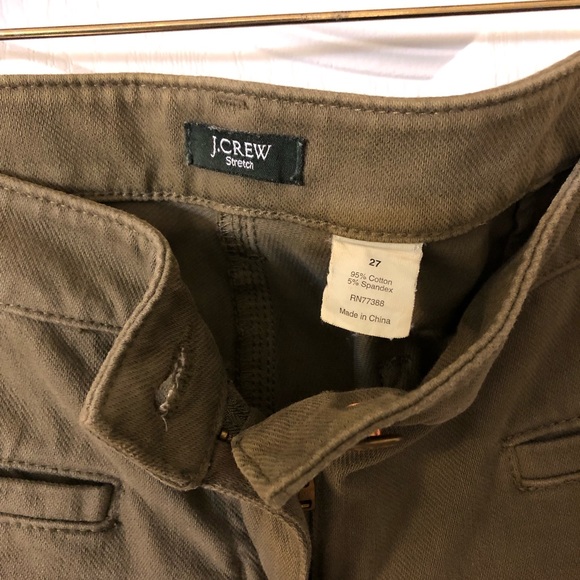 J.CREW
Stretch
27
95% Cotton
5% Spandex
RN77388
Made in China